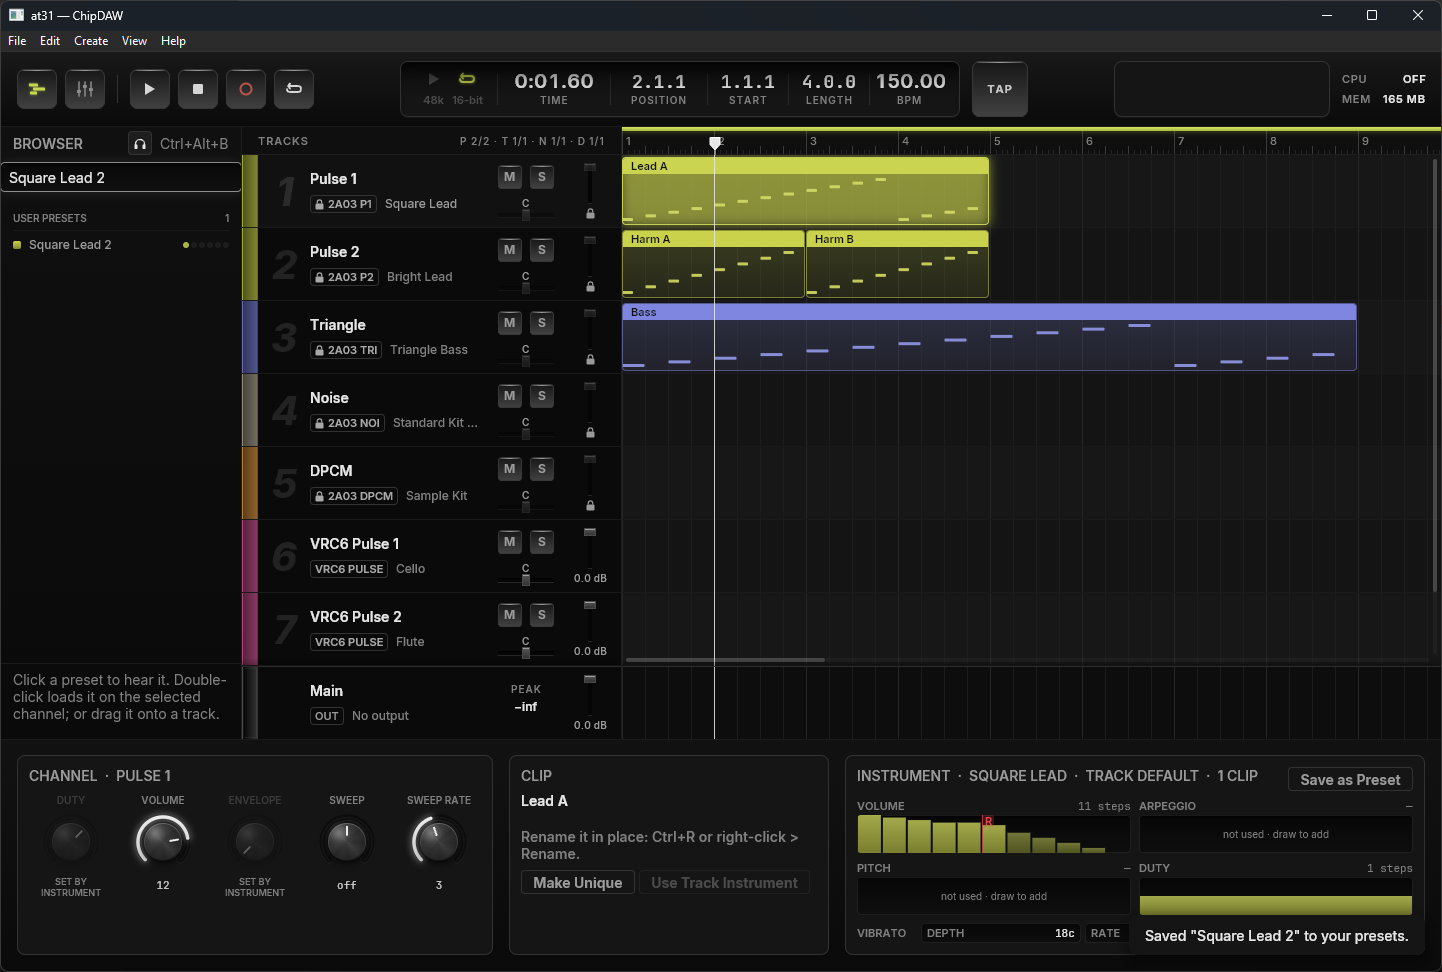 at31 — ChipDAW
File Edit Create View Help
48k 16-bit
0:01.60 TIME
2.1.1 POSITION
1.1.1 START
4.0.0 LENGTH
150.00 BPM
TAP
CPU OFF
MEM 165 MB
BROWSER Ctrl+Alt+B
Square Lead 2
USER PRESETS 1
Square Lead 2
Click a preset to hear it. Double-
click loads it on the selected
channel; or drag it onto a track.
TRACKS P 2/2 · T 1/1 · N 1/1 · D 1/1
1 2 3 4 5 6 7 8 9
1 Pulse 1 M S
2A03 P1 Square Lead C
Lead A
2 Pulse 2 M S
2A03 P2 Bright Lead C
Harm A Harm B
3 Triangle M S
2A03 TRI Triangle Bass C
Bass
4 Noise M S
2A03 NOI Standard Kit ... C
5 DPCM M S
2A03 DPCM Sample Kit C
6 VRC6 Pulse 1 M S
VRC6 PULSE Cello C 0.0 dB
7 VRC6 Pulse 2 M S
VRC6 PULSE Flute C 0.0 dB
Main PEAK
OUT No output –inf 0.0 dB
CHANNEL · PULSE 1
DUTY VOLUME ENVELOPE SWEEP SWEEP RATE
SET BY INSTRUMENT 12 SET BY INSTRUMENT off 3
CLIP
Lead A
Rename it in place: Ctrl+R or right-click >
Rename.
Make Unique Use Track Instrument
INSTRUMENT · SQUARE LEAD · TRACK DEFAULT · 1 CLIP Save as Preset
VOLUME 11 steps ARPEGGIO –
R
not used · draw to add
PITCH – DUTY 1 steps
not used · draw to add
VIBRATO DEPTH 18c RATE
Saved "Square Lead 2" to your presets.